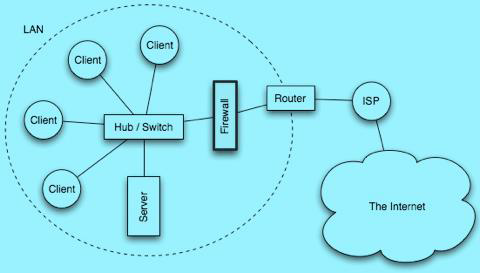 LAN
Client
Client
Client
Client
Hub / Switch
Server
Firewall
Router
ISP
The Internet